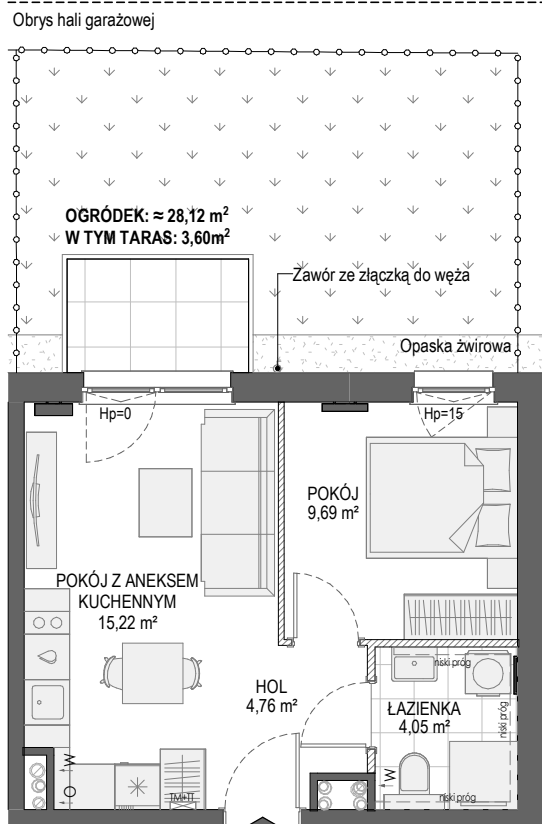 Obrys hali garażowej
OGRÓDEK: ≈ 28,12 m²
W TYM TARAS: 3,60m²
Zawór ze złączką do węża
Opaska żwirowa
Hp=0
Hp=15
POKÓJ
9,69 m²
POKÓJ Z ANEKSEM
KUCHENNYM
15,22 m²
HOL
4,76 m²
niski próg
ŁAZIENKA
4,05 m²
niski próg
W
O
TM+TT
W
niski próg